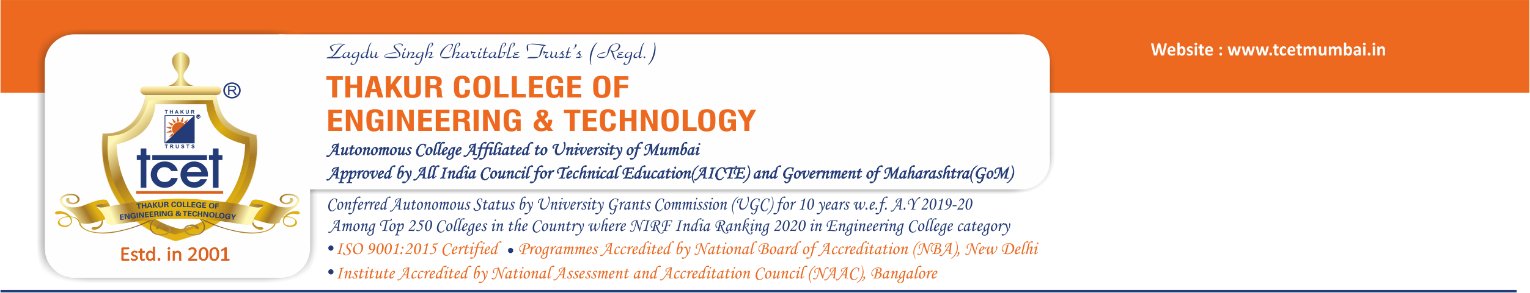 Zagdu Singh Charitable Trust's (Regd.)
Website : www.tcetmumbai.in
THAKUR COLLEGE OF
ENGINEERING & TECHNOLOGY
Autonomous College Affiliated to University of Mumbai
Approved by All India Council for Technical Education(AICTE) and Government of Maharashtra(GoM)
Conferred Autonomous Status by University Grants Commission (UGC) for 10 years w.e.f. A.Y 2019-20
Among Top 250 Colleges in the Country where NIRF India Ranking 2020 in Engineering College category
• ISO 9001:2015 Certified • Programmes Accredited by National Board of Accreditation (NBA), New Delhi
• Institute Accredited by National Assessment and Accreditation Council (NAAC), Bangalore
®
THAKUR
®
TRUSTS
tcet
THAKUR COLLEGE OF
ENGINEERING & TECHNOLOGY
Estd. in 2001